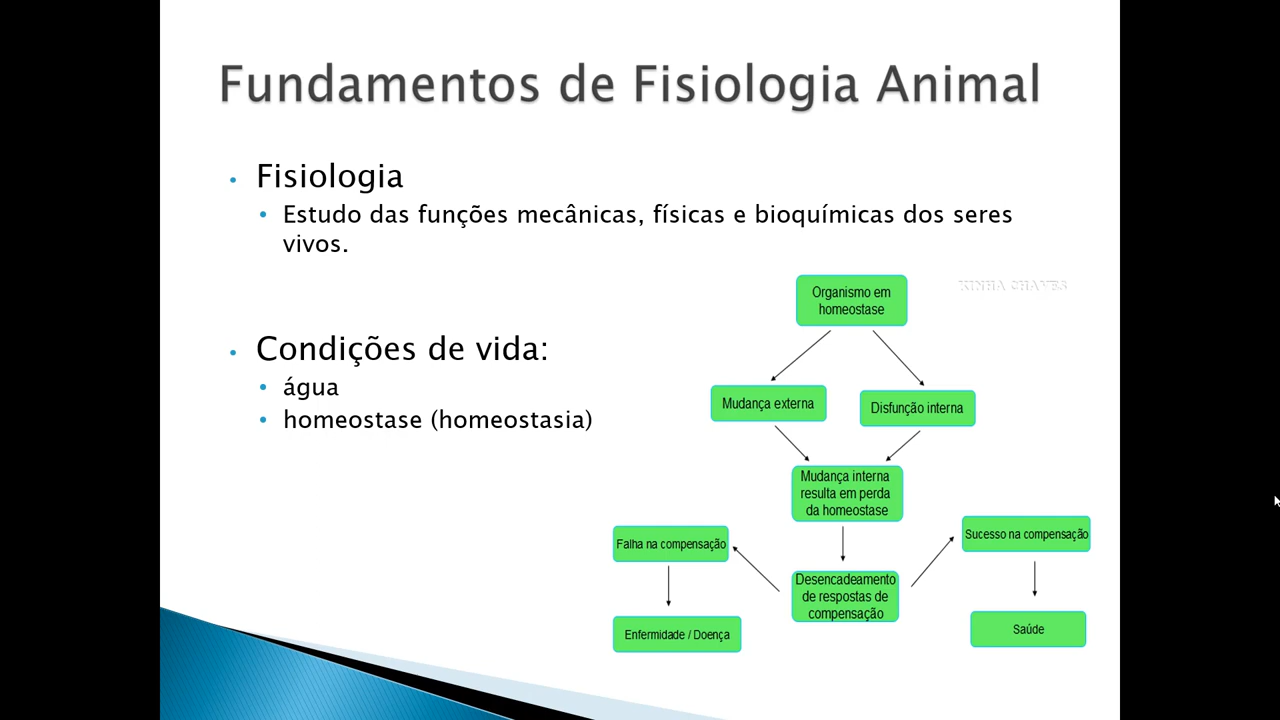 Fundamentos de Fisiologia Animal
• Fisiologia
• Estudo das funções mecânicas, físicas e bioquímicas dos seres
vivos.
KINHA CHAVES
Organismo em
homeostase
• Condições de vida:
• água
• homeostase (homeostasia)
Mudança externa
Disfunção interna
Mudança interna
resulta em perda
da homeostase
Falha na compensação
Sucesso na compensação
Desencadeamento
de respostas de
compensação
Enfermidade / Doença
Saúde